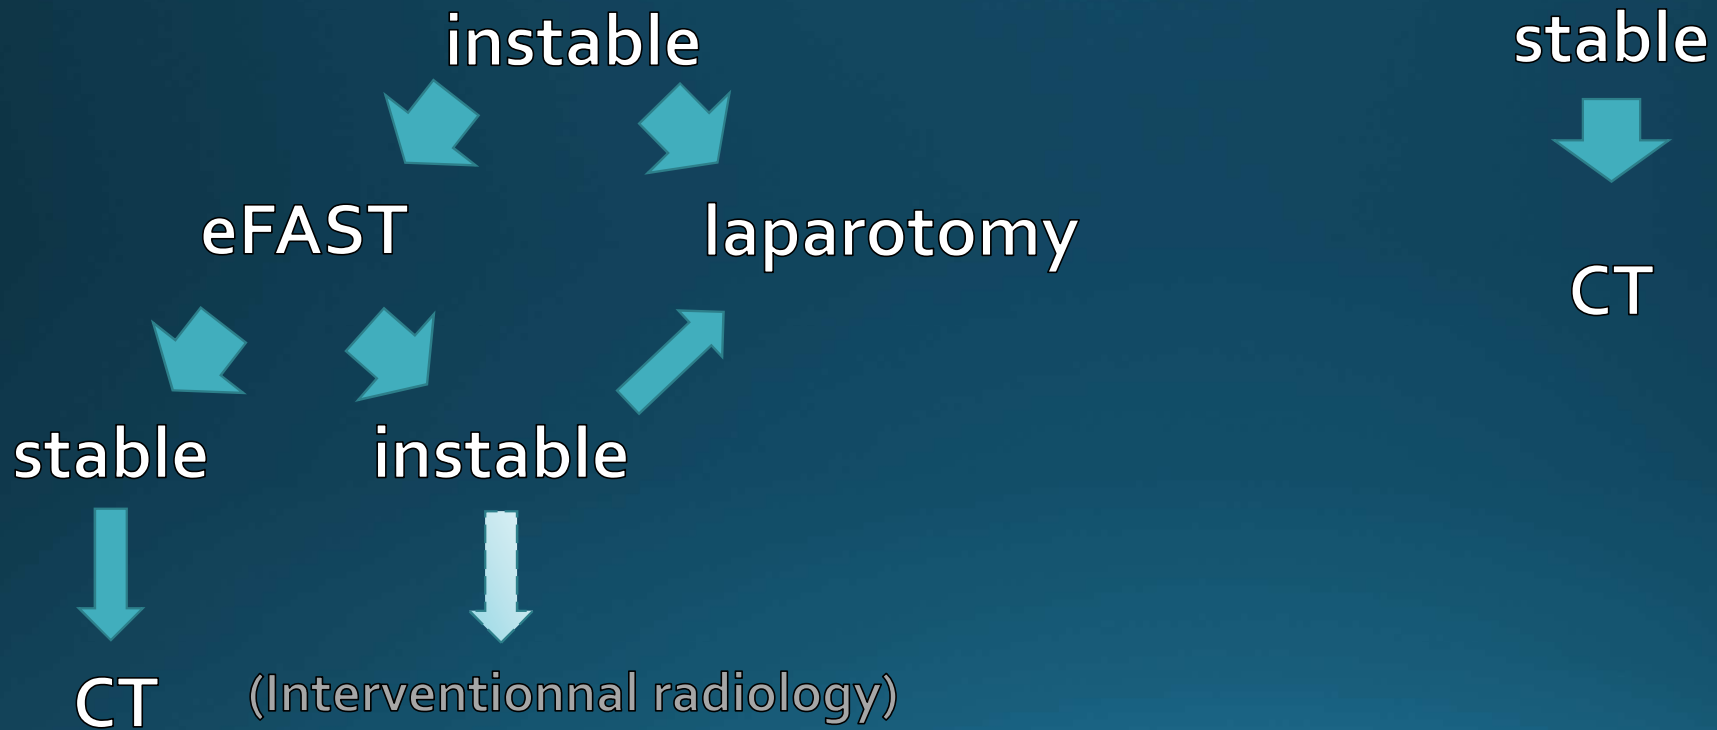 instable
stable
eFAST
laparotomy
CT
stable
instable
CT
(Interventionnal radiology)